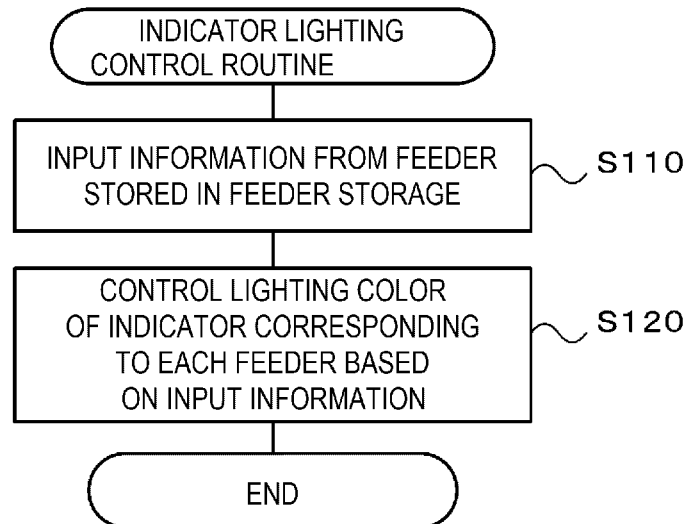 INDICATOR LIGHTING
CONTROL ROUTINE
INPUT INFORMATION FROM FEEDER
STORED IN FEEDER STORAGE
S110
CONTROL LIGHTING COLOR
OF INDICATOR CORRESPONDING
TO EACH FEEDER BASED
ON INPUT INFORMATION
S120
END